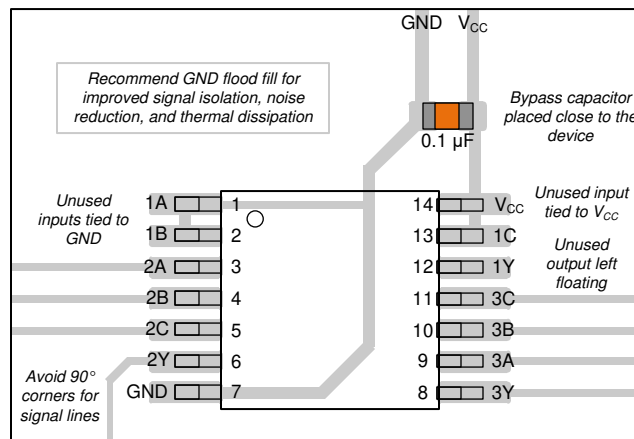 GND VCC
Recommend GND flood fill for
improved signal isolation, noise
reduction, and thermal dissipation
Bypass capacitor
placed close to the
device
0.1 µF
Unused
inputs tied to
GND
Unused input
tied to VCC
Unused
output left
floating
Avoid 90°
corners for
signal lines
1A 1 14 VCC
1B 2 13 1C
2A 3 12 1Y
2B 4 11 3C
2C 5 10 3B
2Y 6 9 3A
GND 7 8 3Y